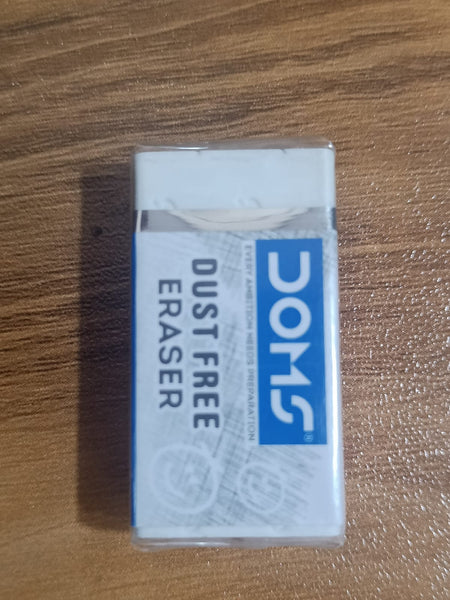 DOMS®
EVERY AMBITION NEEDS PREPARATION
DUST FREE
ERASER